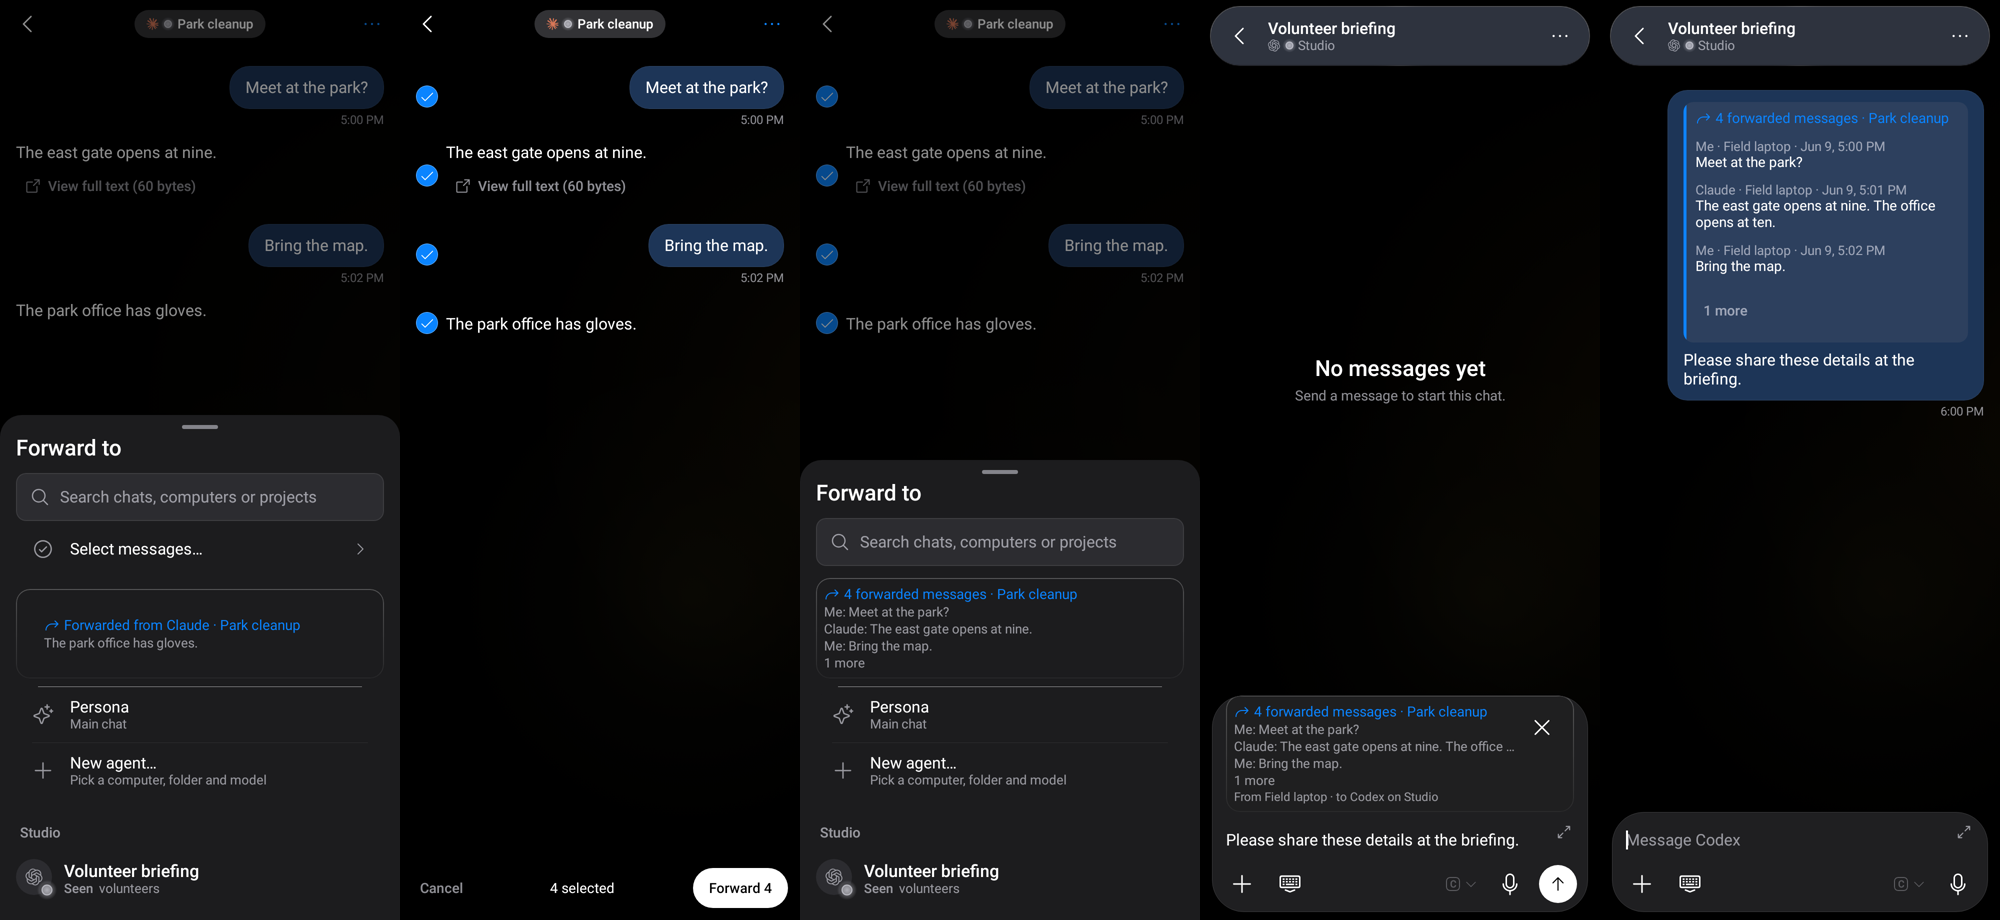 Park cleanup
Meet at the park?
5:00 PM
The east gate opens at nine.
View full text (60 bytes)
Bring the map.
5:02 PM
The park office has gloves.
Forward to
Search chats, computers or projects
Select messages...
Forwarded from Claude · Park cleanup
The park office has gloves.
Persona
Main chat
New agent...
Pick a computer, folder and model
Studio
Volunteer briefing
Seen volunteers
Park cleanup
Meet at the park?
5:00 PM
The east gate opens at nine.
View full text (60 bytes)
Bring the map.
5:02 PM
The park office has gloves.
Cancel
4 selected
Forward 4
Park cleanup
Meet at the park?
5:00 PM
The east gate opens at nine.
View full text (60 bytes)
Bring the map.
5:02 PM
The park office has gloves.
Forward to
Search chats, computers or projects
4 forwarded messages · Park cleanup
Me: Meet at the park?
Claude: The east gate opens at nine.
Me: Bring the map.
1 more
Persona
Main chat
New agent...
Pick a computer, folder and model
Studio
Volunteer briefing
Seen volunteers
Volunteer briefing
Studio
No messages yet
Send a message to start this chat.
4 forwarded messages · Park cleanup
Me: Meet at the park?
Claude: The east gate opens at nine. The office ...
Me: Bring the map.
1 more
From Field laptop · to Codex on Studio
Please share these details at the briefing.
C
Volunteer briefing
Studio
4 forwarded messages · Park cleanup
Me · Field laptop · Jun 9, 5:00 PM
Meet at the park?
Claude · Field laptop · Jun 9, 5:01 PM
The east gate opens at nine. The office
opens at ten.
Me · Field laptop · Jun 9, 5:02 PM
Bring the map.
1 more
Please share these details at the
briefing.
6:00 PM
Message Codex
C